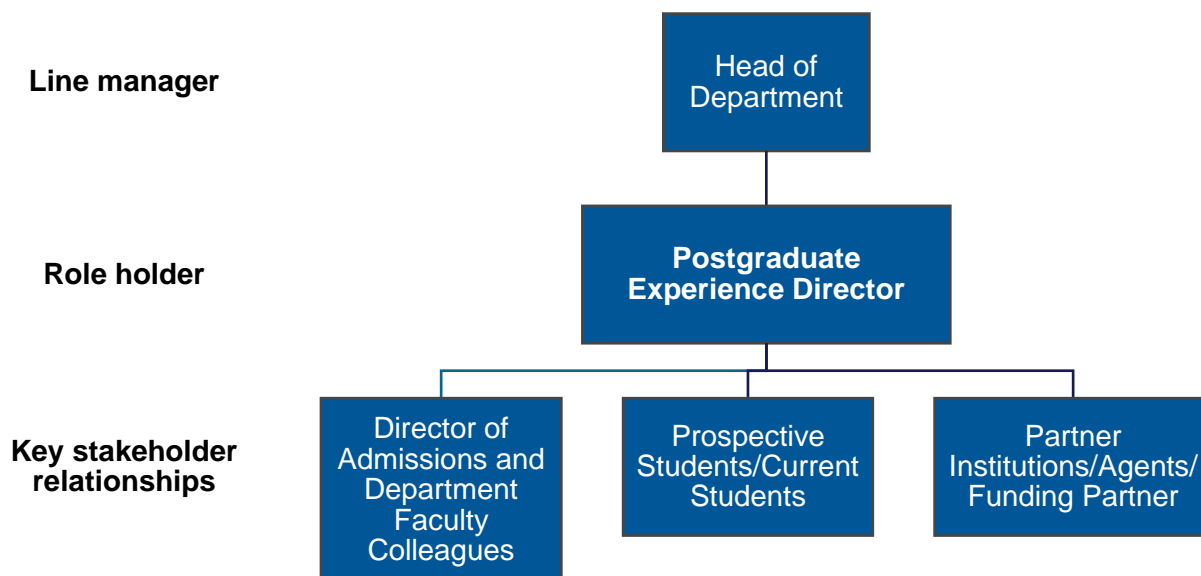 Line manager
Head of
Department
Role holder
Postgraduate
Experience Director
Key stakeholder
relationships
Director of
Admissions and
Department
Faculty
Colleagues
Prospective
Students/Current
Students
Partner
Institutions/Agents/
Funding Partner